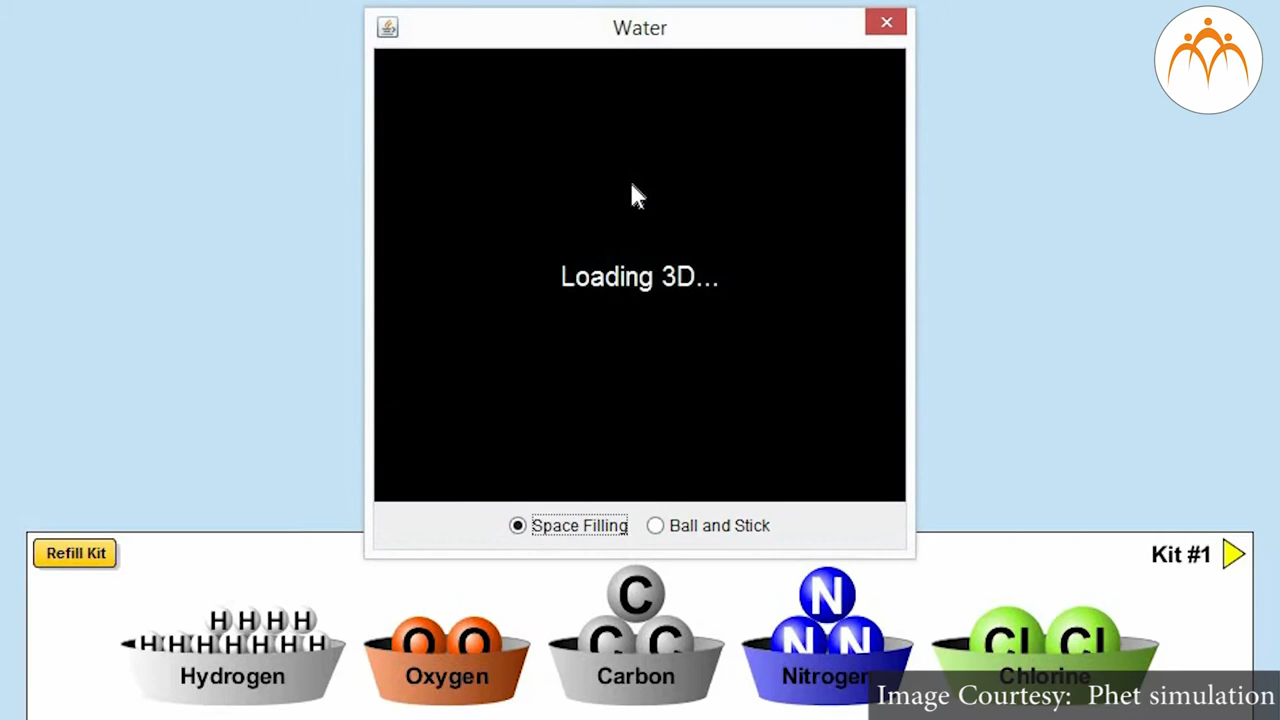 Water
Loading 3D...
Space Filling Ball and Stick
Refill Kit
Kit #1
C
N
H H H H
O O
C C
N N
Cl Cl
H H H H H H H
Hydrogen
Oxygen
Carbon
Nitrogen
Chlorine
Image Courtesy: Phet simulation